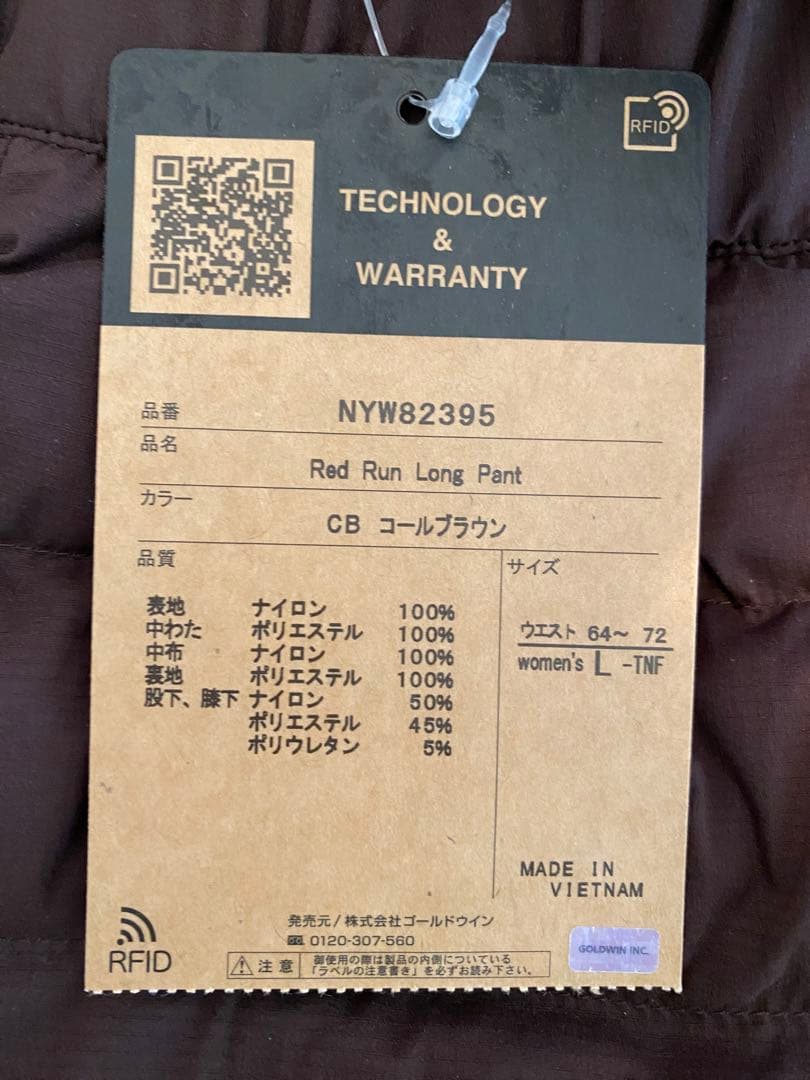 RFID
TECHNOLOGY
&
WARRANTY
品番 NYW82395
品名
Red Run Long Pant
カラー
CB コールブラウン
品質
サイズ
表地 ナイロン 100%
中わた ポリエステル 100%
中布 ナイロン 100%
裏地 ポリエステル 100%
股下、膝下 ナイロン 50%
ポリエステル 45%
ポリウレタン 5%
ウエスト 64～ 72
women's L -TNF
MADE IN
VIETNAM
発売元/株式会社ゴールドウイン
0120-307-560
RFID
注意
御使用の際は製品の内側についている
「ラベルの注意書き」を必ずお読み下さい。
GOLDWIN INC.